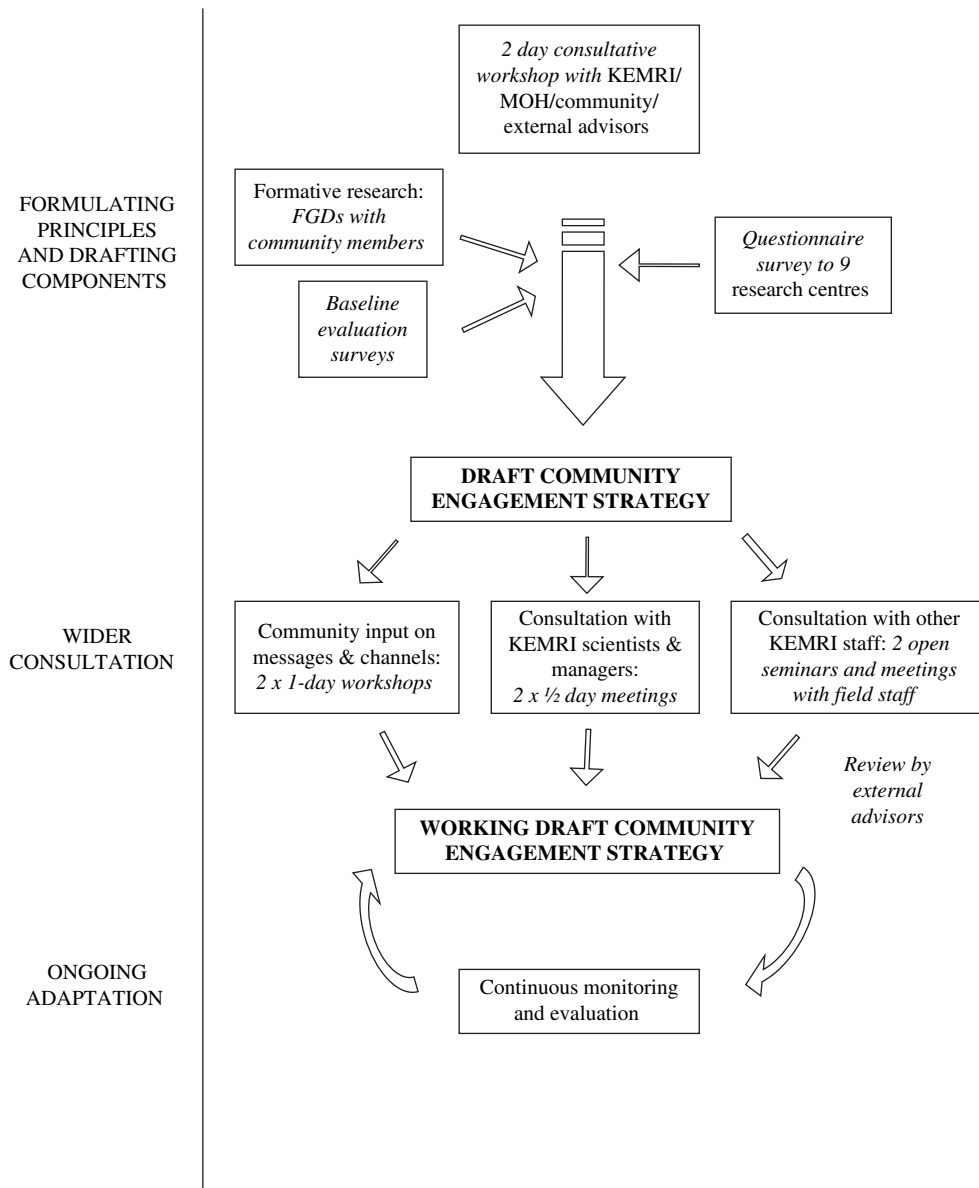 2 day consultative
workshop with KEMRI/
MOH/community/
external advisors
FORMULATING
PRINCIPLES
AND DRAFTING
COMPONENTS
Formative research:
FGDs with
community members
Baseline
evaluation
surveys
Questionnaire
survey to 9
research centres
DRAFT COMMUNITY
ENGAGEMENT STRATEGY
WIDER
CONSULTATION
Community input on
messages & channels:
2 x 1-day workshops
Consultation with
KEMRI scientists &
managers:
2 x ½ day meetings
Consultation with other
KEMRI staff: 2 open
seminars and meetings
with field staff
Review by
external
advisors
WORKING DRAFT COMMUNITY
ENGAGEMENT STRATEGY
ONGOING
ADAPTATION
Continuous monitoring
and evaluation